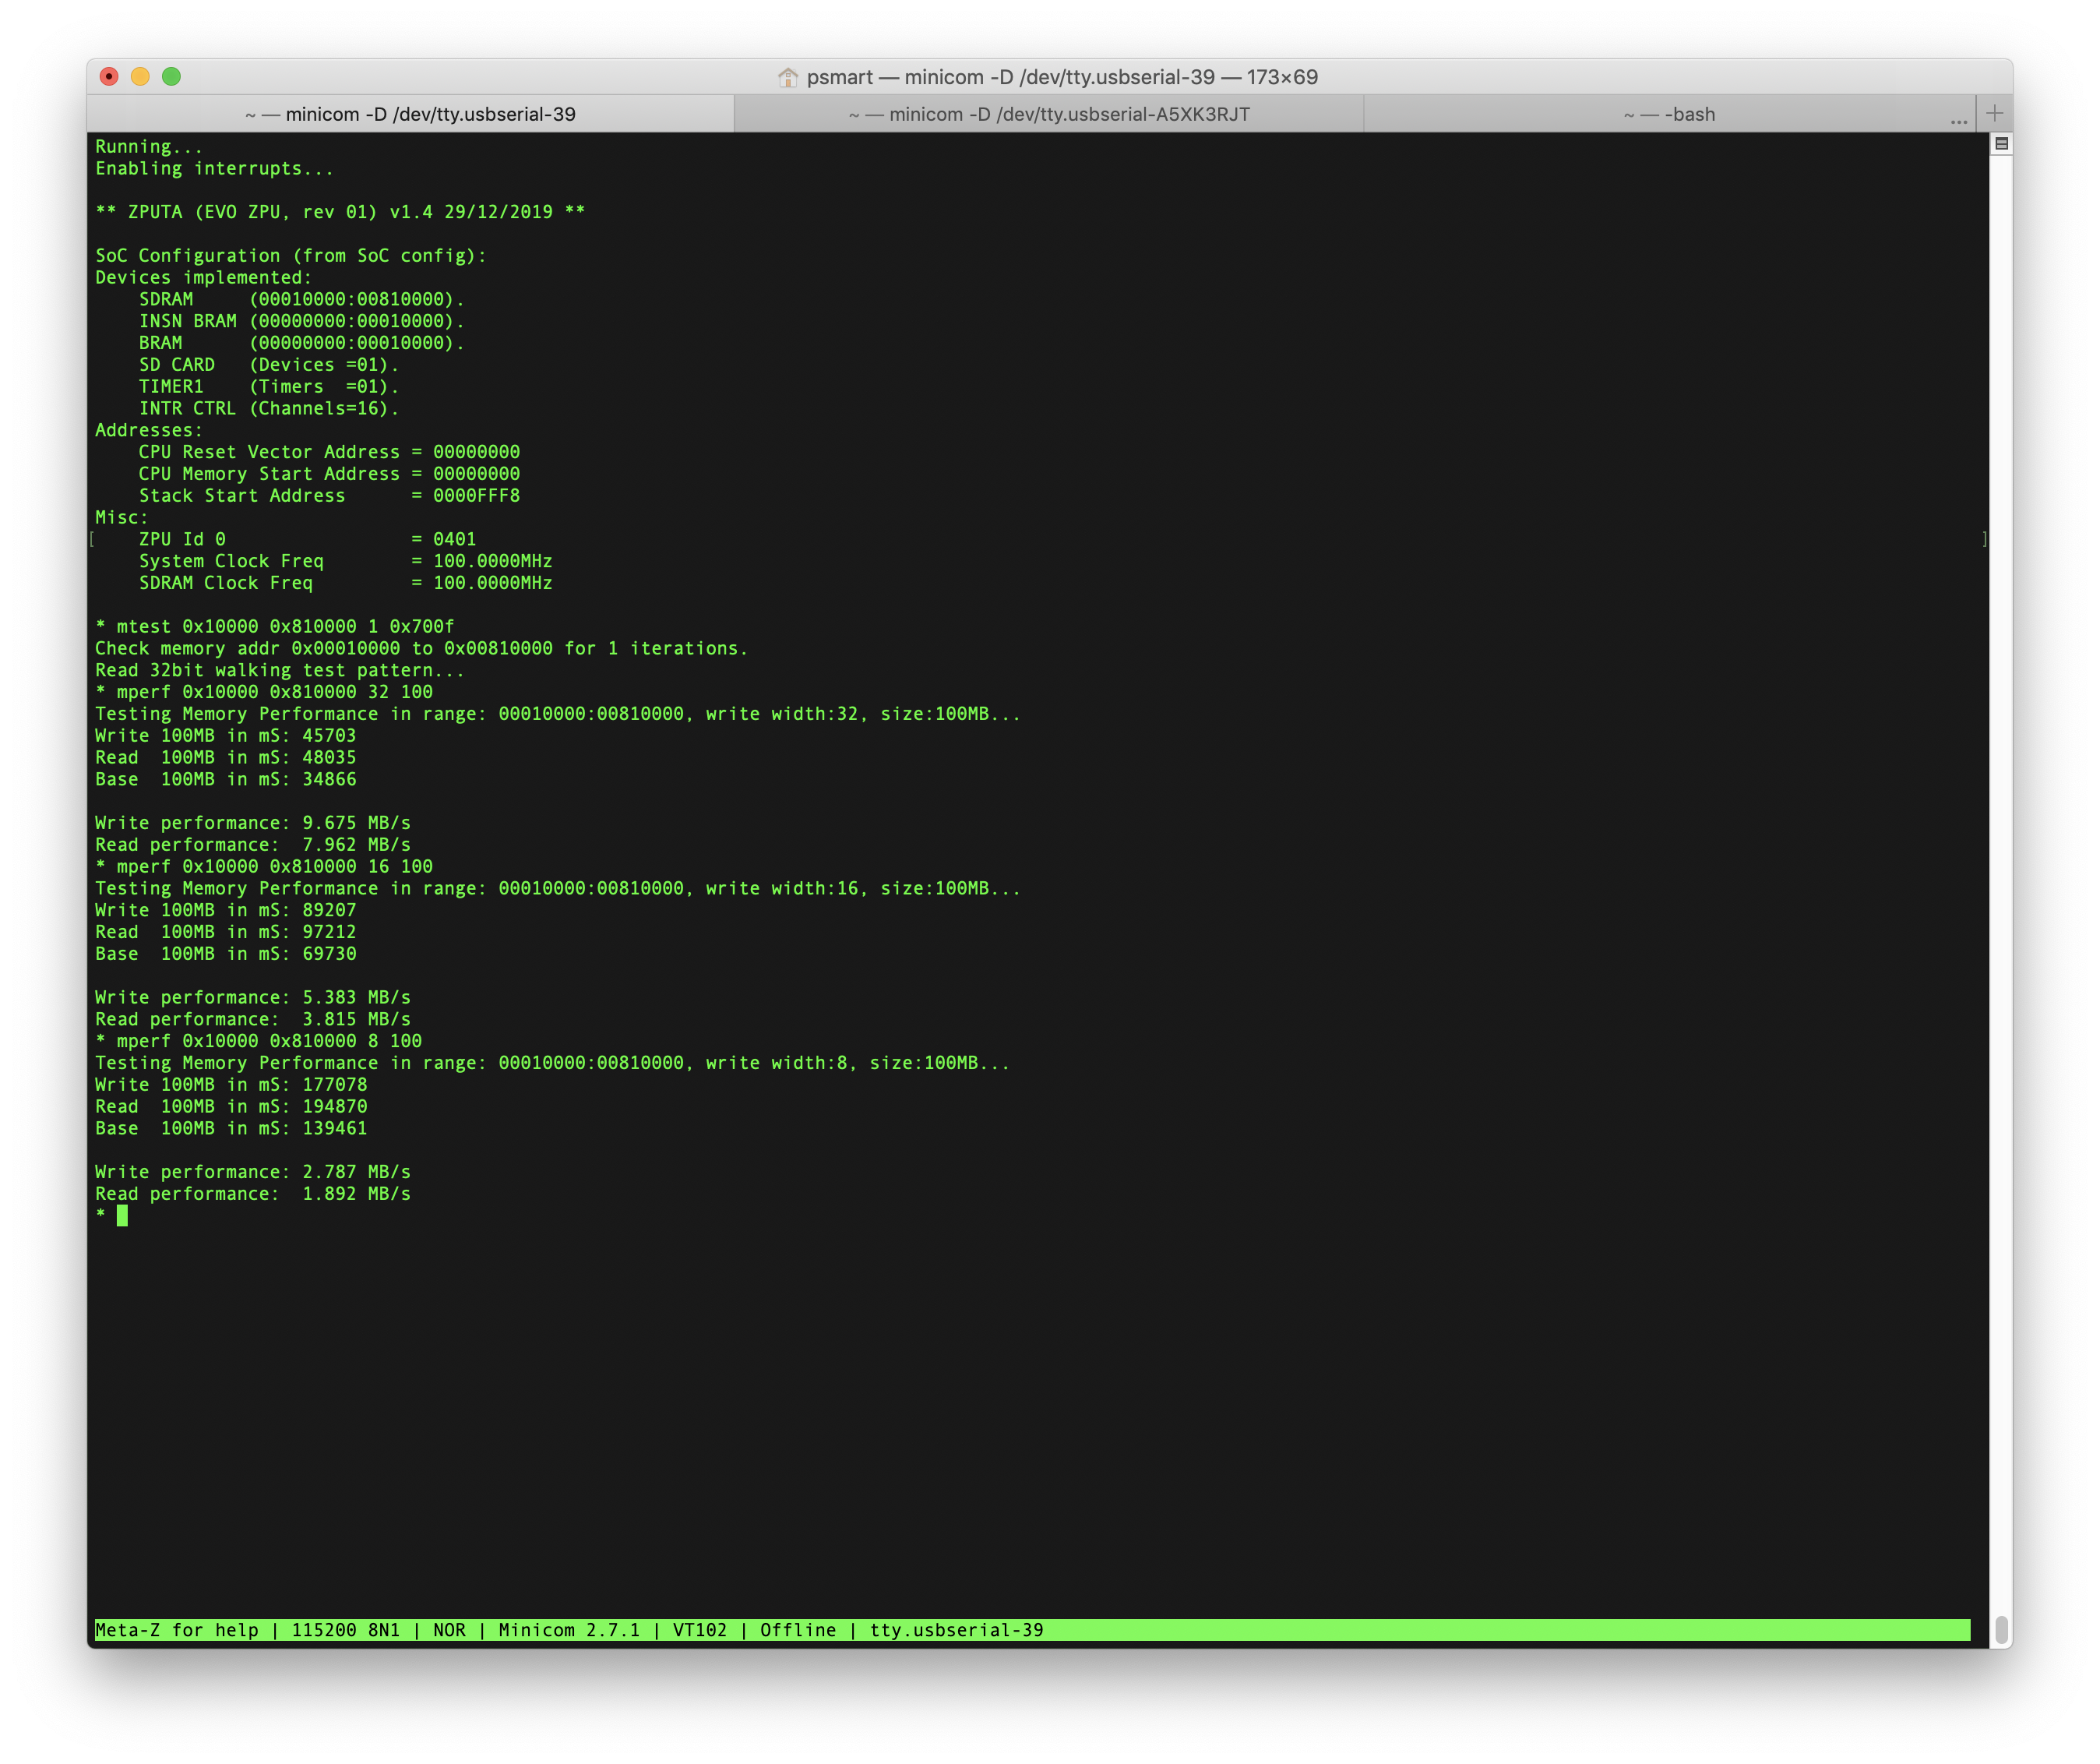 psmart — minicom -D /dev/tty.usbserial-39 — 173×69
~ — minicom -D /dev/tty.usbserial-39
~ — minicom -D /dev/tty.usbserial-A5XK3RJT
~ — -bash
...
Running...
Enabling interrupts...
** ZPUTA (EVO ZPU, rev 01) v1.4 29/12/2019 **
SoC Configuration (from SoC config):
Devices implemented:
    SDRAM     (00010000:00810000).
    INSN BRAM (00000000:00010000).
    BRAM      (00000000:00010000).
    SD CARD   (Devices =01).
    TIMER1    (Timers  =01).
    INTR CTRL (Channels=16).
Addresses:
    CPU Reset Vector Address = 00000000
    CPU Memory Start Address = 00000000
    Stack Start Address      = 0000FFF8
Misc:
[    ZPU Id 0                 = 0401 ]
    System Clock Freq        = 100.0000MHz
    SDRAM Clock Freq         = 100.0000MHz
* mtest 0x10000 0x810000 1 0x700f
Check memory addr 0x00010000 to 0x00810000 for 1 iterations.
Read 32bit walking test pattern...
* mperf 0x10000 0x810000 32 100
Testing Memory Performance in range: 00010000:00810000, write width:32, size:100MB...
Write 100MB in mS: 45703
Read  100MB in mS: 48035
Base  100MB in mS: 34866
Write performance: 9.675 MB/s
Read performance:  7.962 MB/s
* mperf 0x10000 0x810000 16 100
Testing Memory Performance in range: 00010000:00810000, write width:16, size:100MB...
Write 100MB in mS: 89207
Read  100MB in mS: 97212
Base  100MB in mS: 69730
Write performance: 5.383 MB/s
Read performance:  3.815 MB/s
* mperf 0x10000 0x810000 8 100
Testing Memory Performance in range: 00010000:00810000, write width:8, size:100MB...
Write 100MB in mS: 177078
Read  100MB in mS: 194870
Base  100MB in mS: 139461
Write performance: 2.787 MB/s
Read performance:  1.892 MB/s
*
Meta-Z for help | 115200 8N1 | NOR | Minicom 2.7.1 | VT102 | Offline | tty.usbserial-39